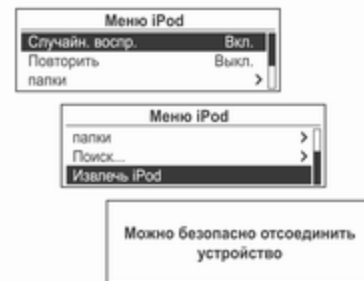 Меню iPod
Случайн. воспр. Вкл.
Повторить Выкл.
папки >
Меню iPod
папки >
Поиск... >
Извлечь iPod
Можно безопасно отсоединить
устройство